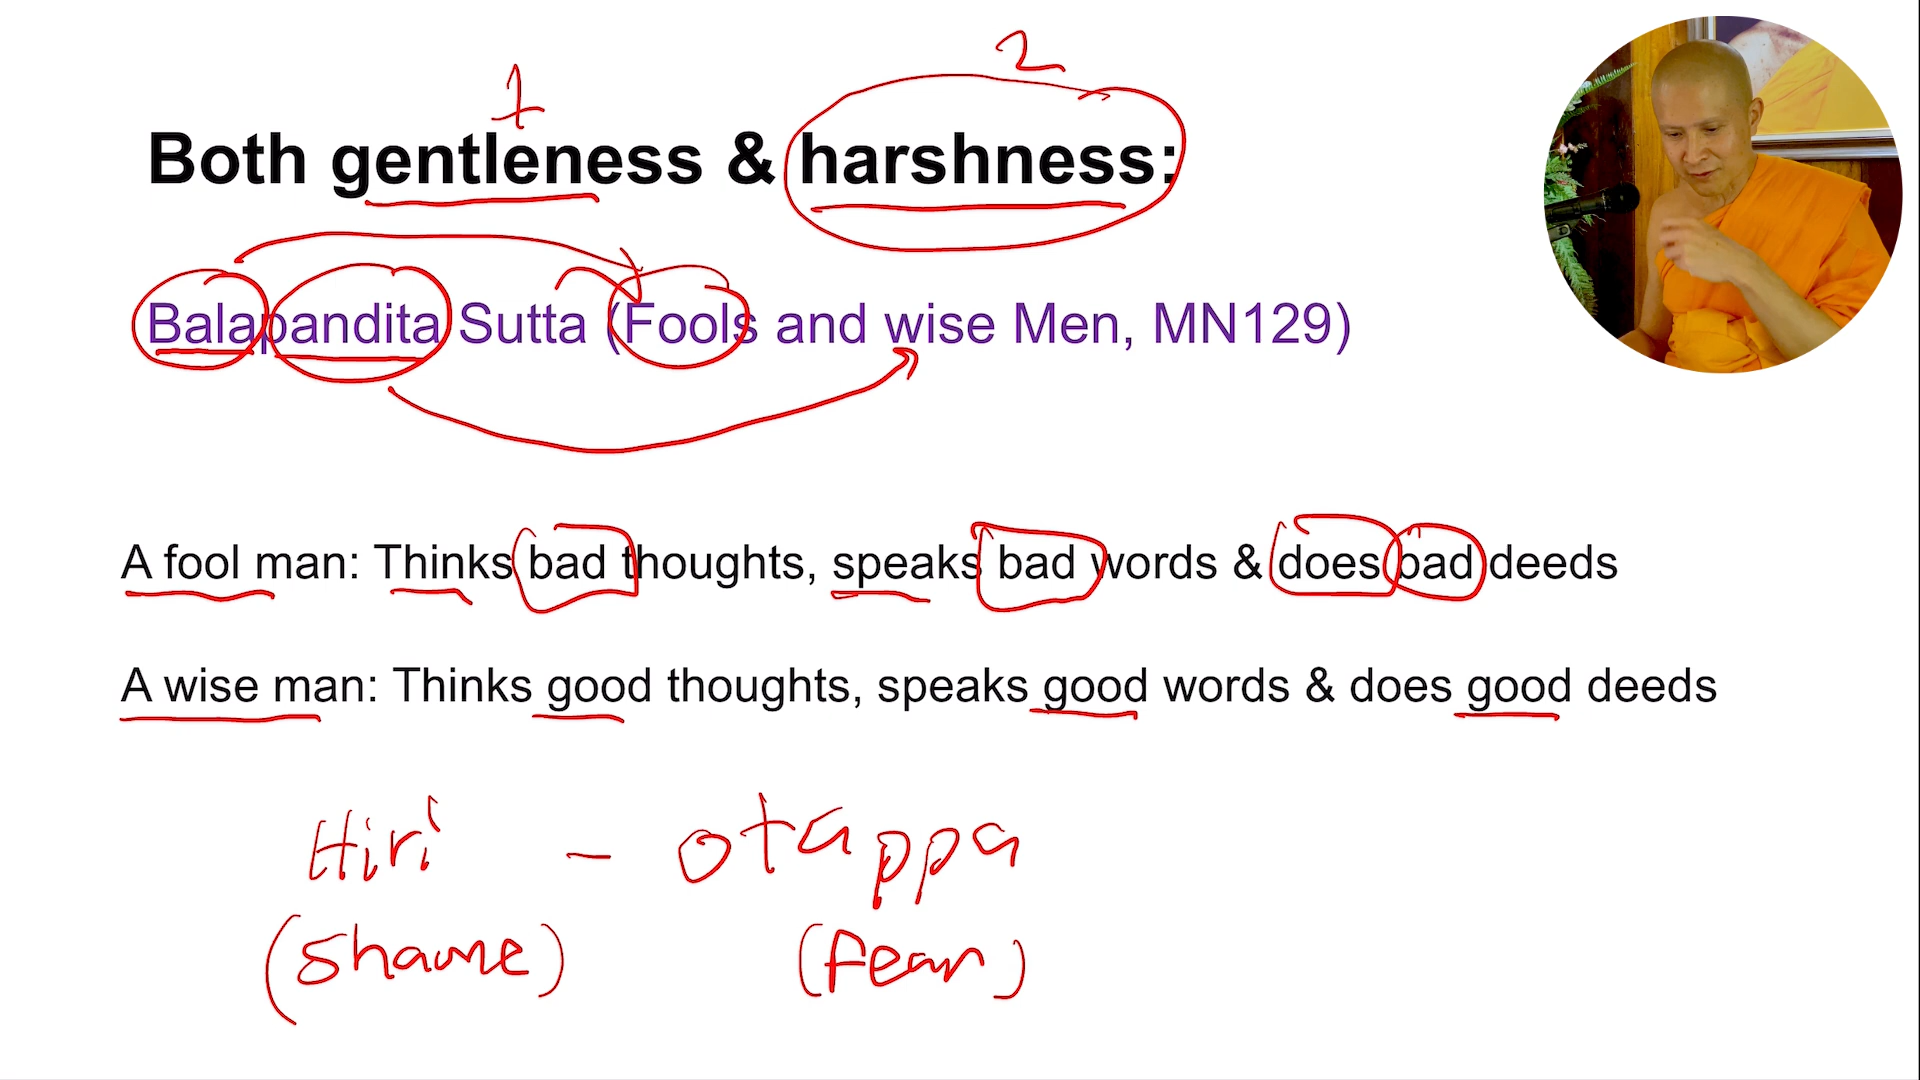 1
2
Both gentleness & harshness:
Balapandita Sutta (Fools and wise Men, MN129)
A fool man: Thinks bad thoughts, speaks bad words & does bad deeds
A wise man: Thinks good thoughts, speaks good words & does good deeds
Hiri - otappa
(Shame) (fear)